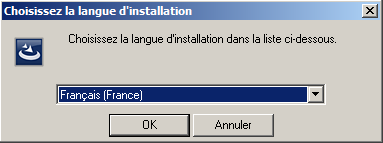 Choisissez la langue d'installation
Choisissez la langue d'installation dans la liste ci-dessous.
Français (France)
OK
Annuler